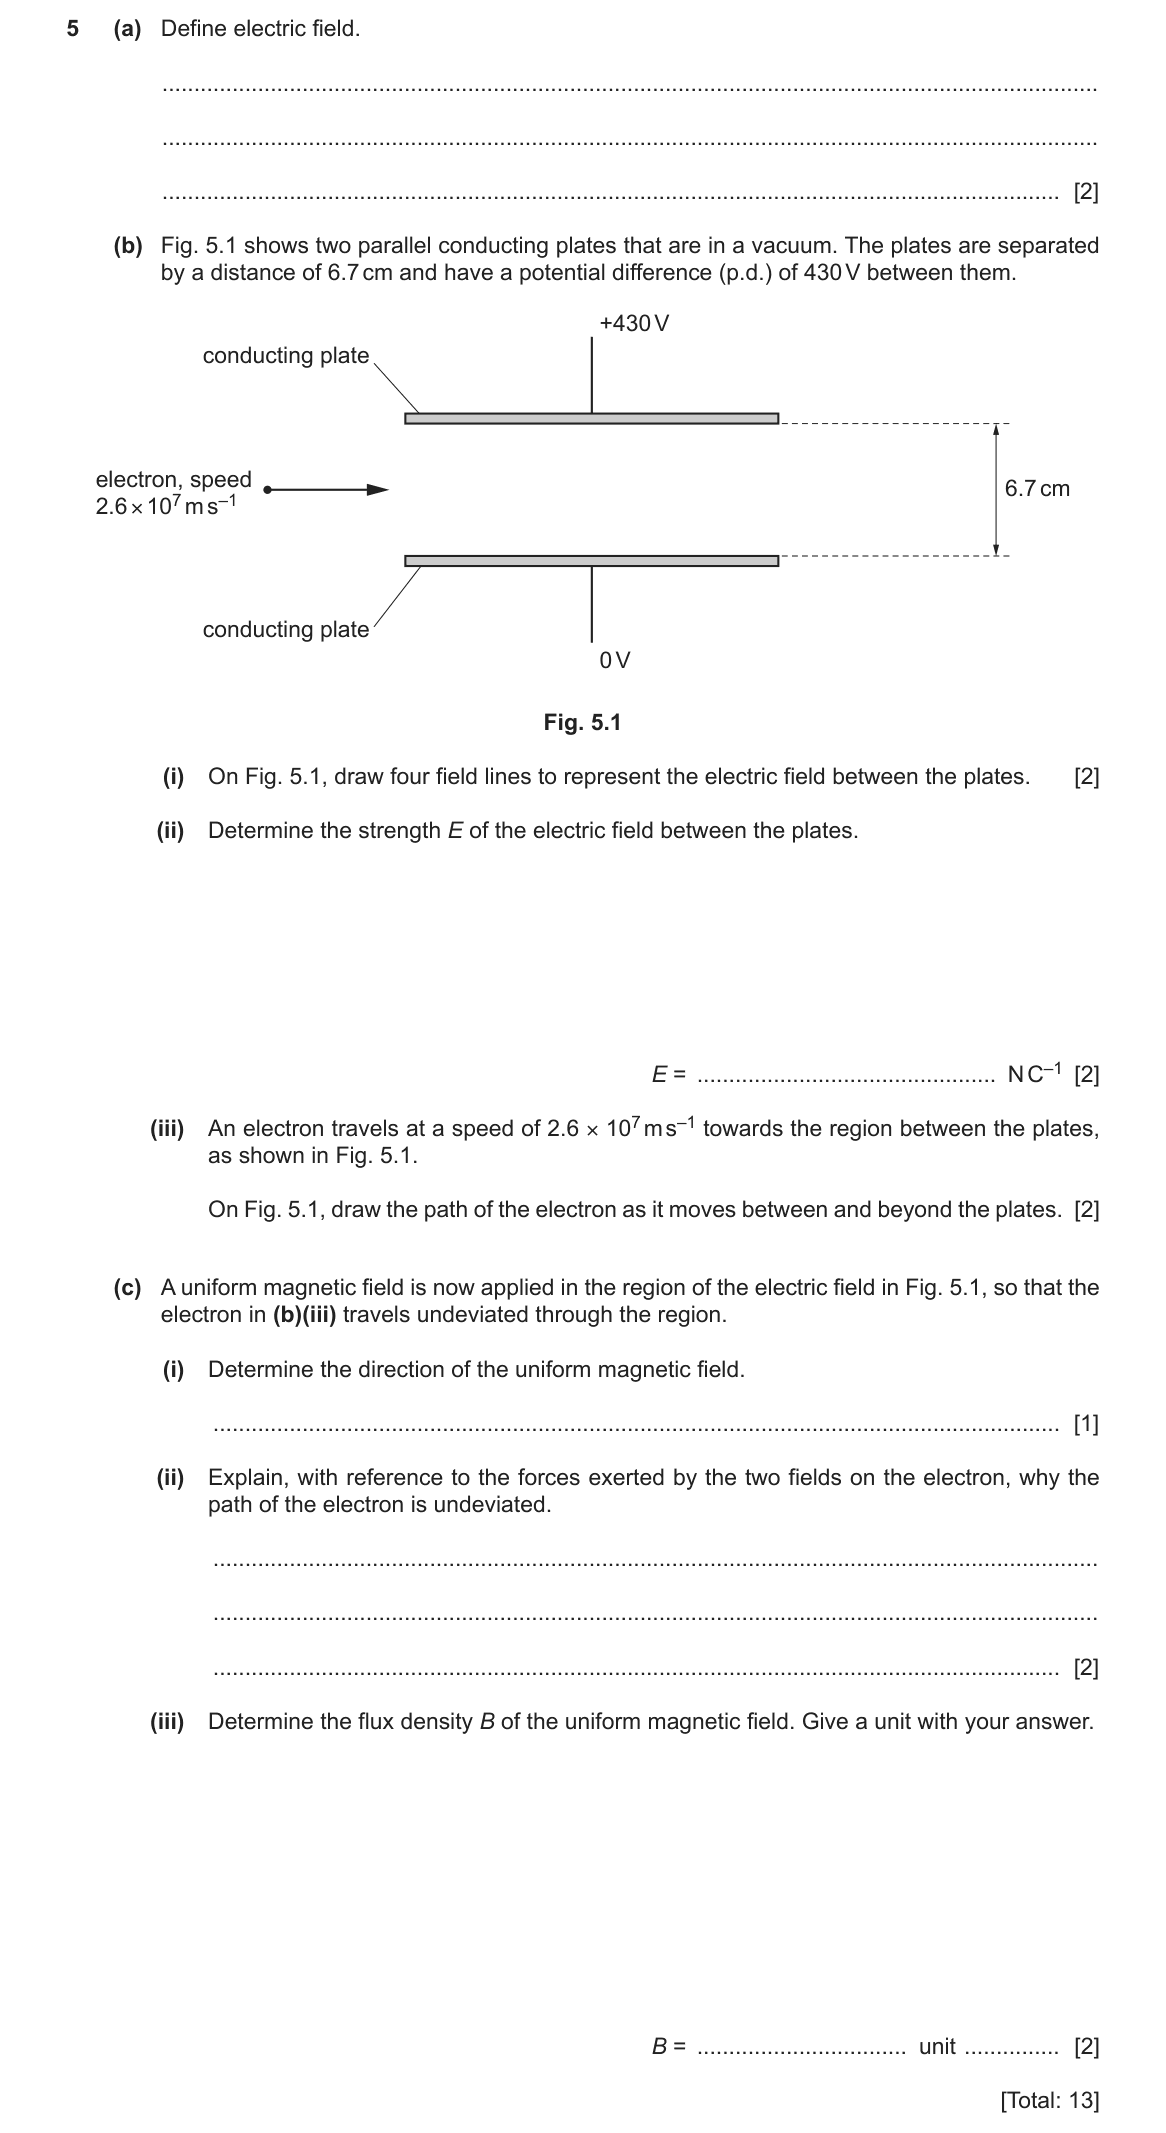 5 (a) Define electric field.
.......................................................................................................................................................
.......................................................................................................................................................
................................................................................................................................................. [2]
(b) Fig. 5.1 shows two parallel conducting plates that are in a vacuum. The plates are separated
by a distance of 6.7 cm and have a potential difference (p.d.) of 430 V between them.
+430 V
conducting plate
electron, speed
2.6 × 10⁷ m s⁻¹
6.7 cm
conducting plate
0 V
Fig. 5.1
(i) On Fig. 5.1, draw four field lines to represent the electric field between the plates. [2]
(ii) Determine the strength E of the electric field between the plates.
E = ............................................... N C⁻¹ [2]
(iii) An electron travels at a speed of 2.6 × 10⁷ m s⁻¹ towards the region between the plates,
as shown in Fig. 5.1.
On Fig. 5.1, draw the path of the electron as it moves between and beyond the plates. [2]
(c) A uniform magnetic field is now applied in the region of the electric field in Fig. 5.1, so that the
electron in (b)(iii) travels undeviated through the region.
(i) Determine the direction of the uniform magnetic field.
....................................................................................................................................... [1]
(ii) Explain, with reference to the forces exerted by the two fields on the electron, why the
path of the electron is undeviated.
.............................................................................................................................................
.............................................................................................................................................
....................................................................................................................................... [2]
(iii) Determine the flux density B of the uniform magnetic field. Give a unit with your answer.
B = ................................. unit ............... [2]
[Total: 13]